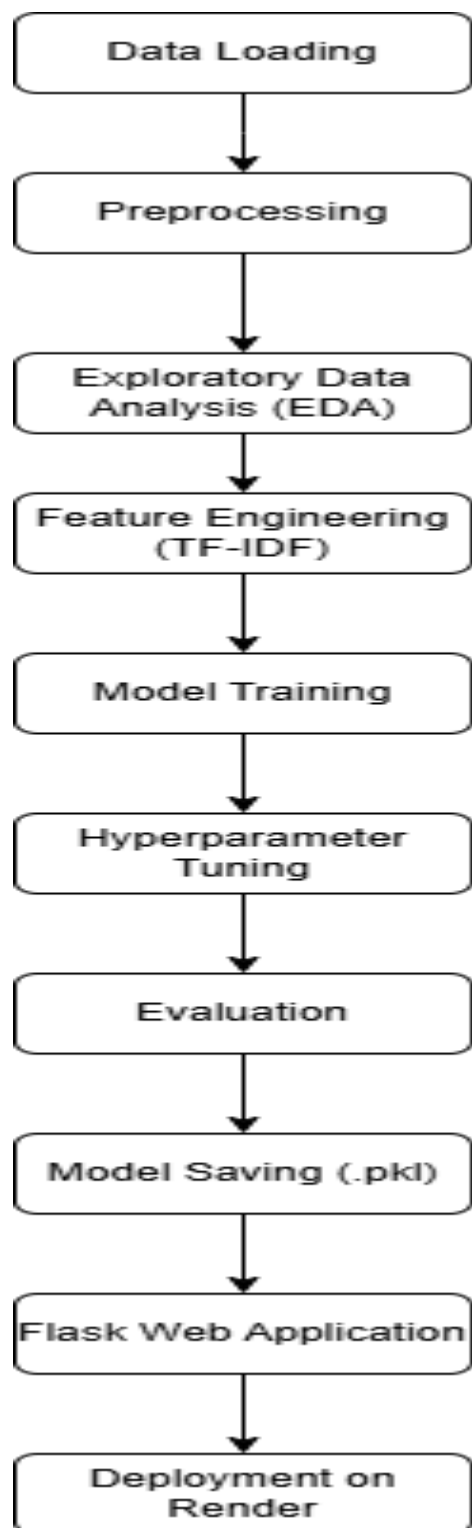 Data Loading
Preprocessing
Exploratory Data
Analysis (EDA)
Feature Engineering
(TF-IDF)
Model Training
Hyperparameter
Tuning
Evaluation
Model Saving (.pkl)
Flask Web Application
Deployment on
Render